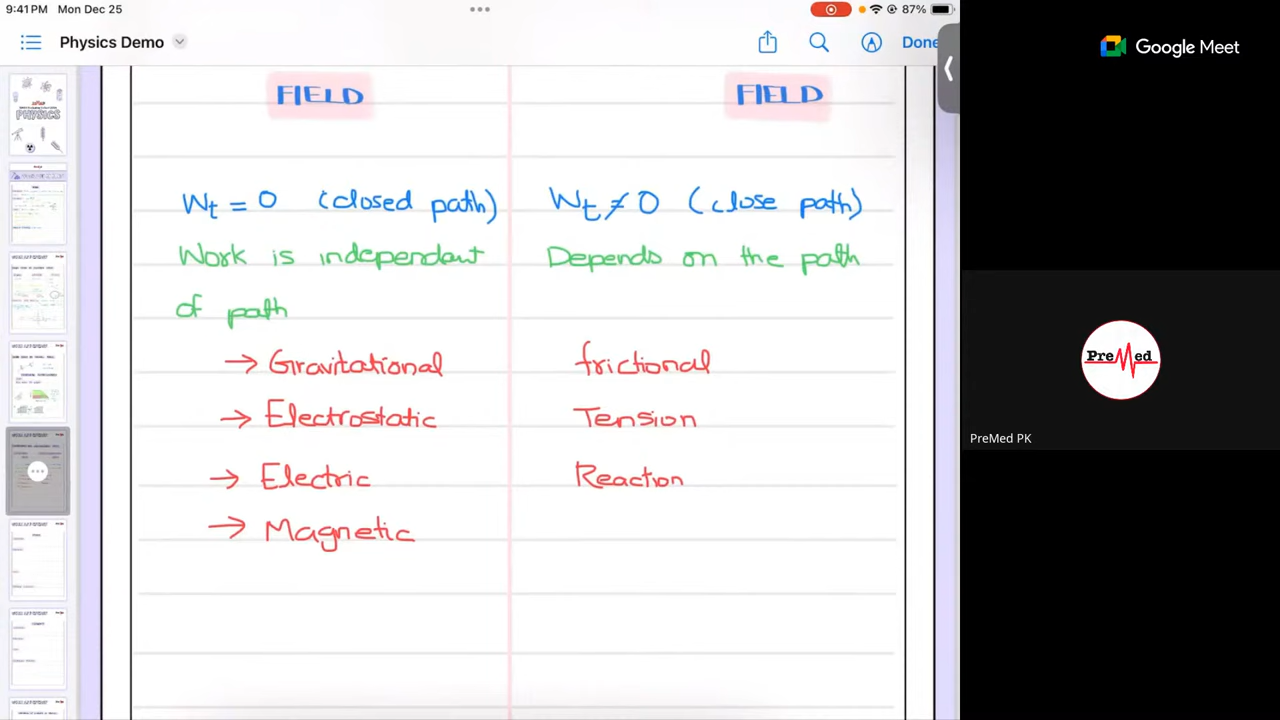 9:41 PM Mon Dec 25
87%
Physics Demo
Done
Google Meet
FIELD
FIELD
Wt = 0 (closed path)
Wt ≠ 0 (close path)
Work is independant
of path
Depends on the path
→ Gravitational
→ Electrostatic
→ Electric
→ Magnetic
frictional
Tension
Reaction
PHYSICS
PreMed
PreMed PK